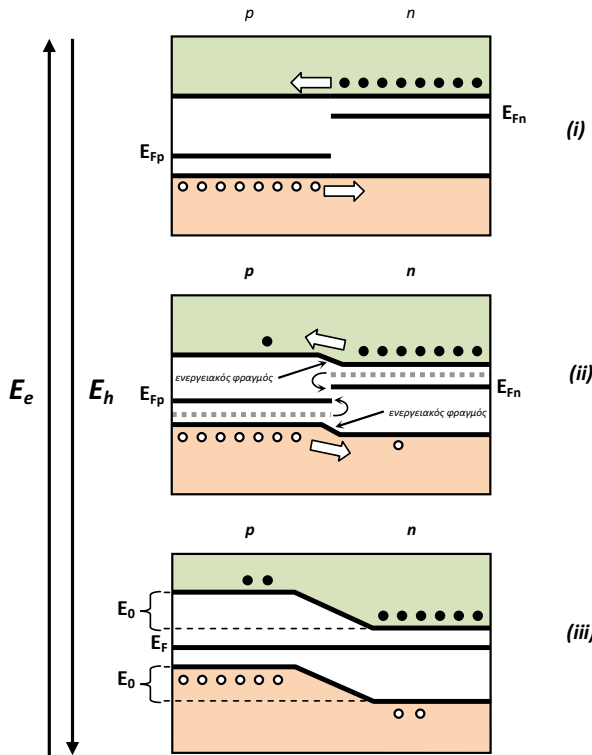 p n
E_Fn
E_Fp
(i)
p n
ενεργειακός φραγμός
E_Fp
E_Fn
ενεργειακός φραγμός
(ii)
E_e E_h
p n
E_0
E_F
E_0
(iii)